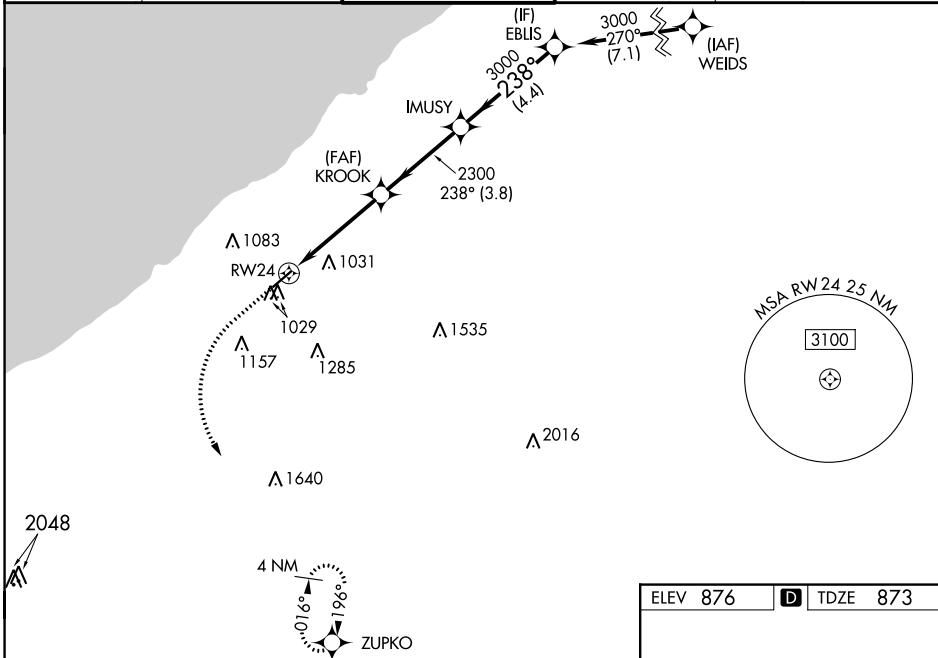 (IF)
EBLIS
3000
270°
(7.1)
(IAF)
WEIDS
3000
238°
(4.4)
IMUSY
(FAF)
KROOK
2300
238° (3.8)
1083
RW24
1031
1029
1535
1157
1285
MSA RW24 25 NM
3100
2016
1640
2048
4 NM
016°
196°
ZUPKO
ELEV 876 D TDZE 873